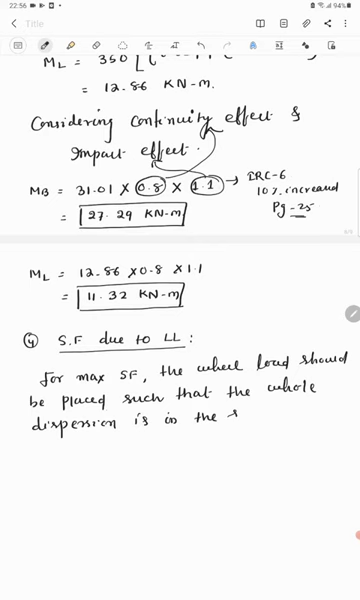 22:56
94%
ML = 350
= 12.86 KN-m.
Considering continuity effect &
Impact effect.
MB = 31.01 × 0.8 × 1.1 → IRC-6
10% increased
Pg-25
= 27.29 KN-m
ML = 12.86 × 0.8 × 1.1
= 11.32 KN-m
④ S.F due to LL :
For max SF, the wheel load should
be placed such that the whole
dispersion is in the s